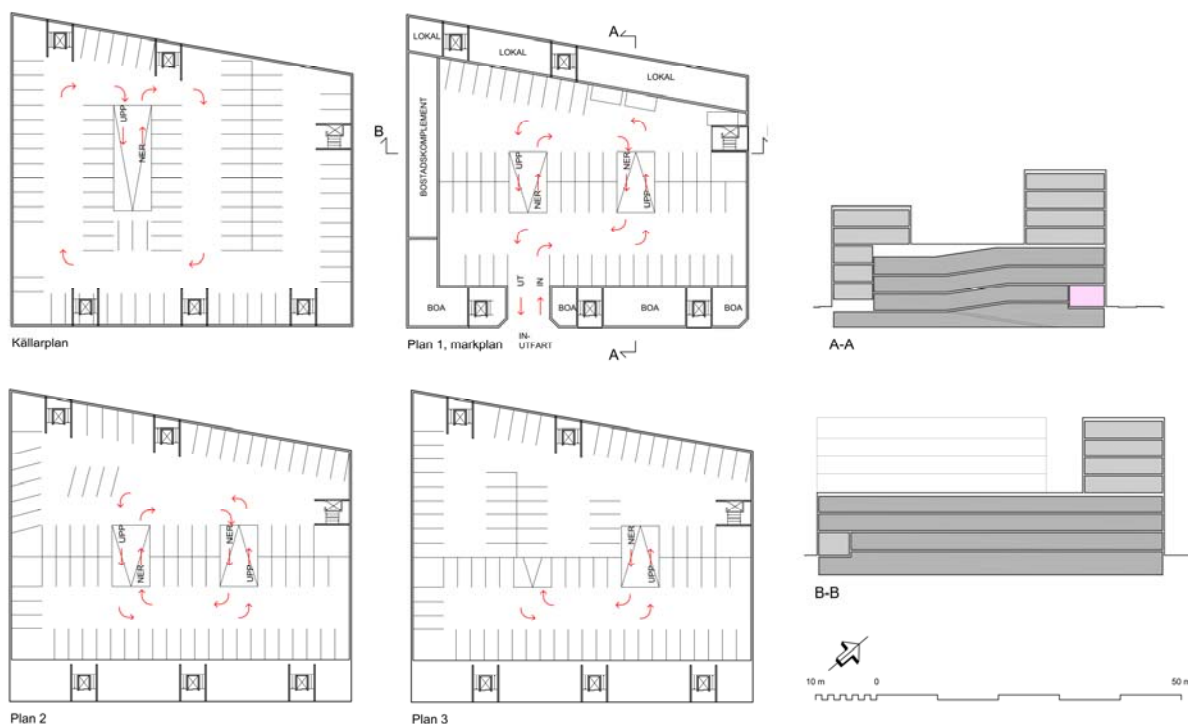 UPP
NER
Källarplan
A
LOKAL
LOKAL
LOKAL
B
BOSTADSKOMPLEMENT
UPP
NER
NER
UPP
UT
IN
BOA
BOA
BOA
BOA
Plan 1, markplan
IN-
UTFART
A
A-A
UPP
NER
NER
UPP
Plan 2
NER
UPP
Plan 3
B-B
10 m
0
50 m